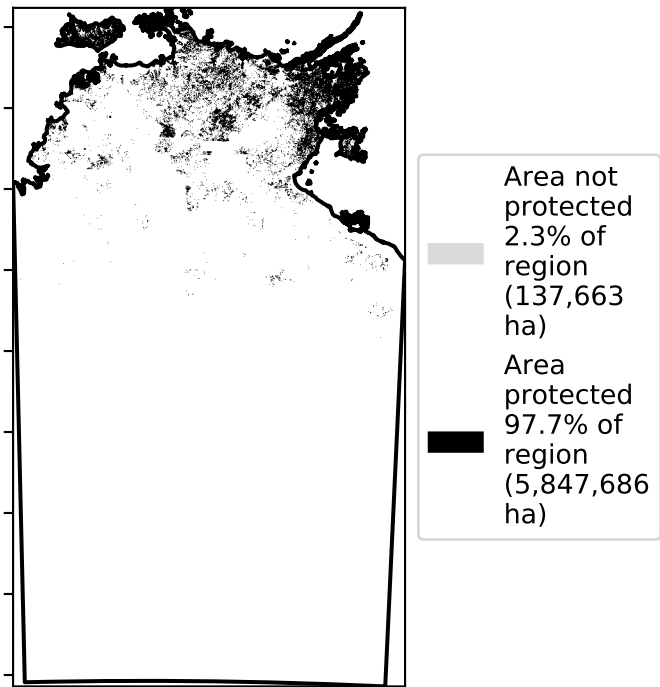 Area not
protected
2.3% of
region
(137,663
ha)
Area
protected
97.7% of
region
(5,847,686
ha)